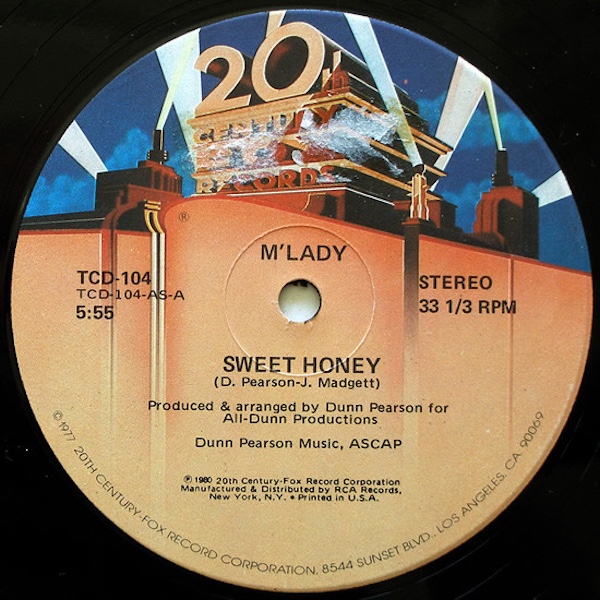 20th
CENTURY
FOX
RECORDS
®
M'LADY
TCD-104
TCD-104-AS-A
5:55
STEREO
33 1/3 RPM
SWEET HONEY
(D. Pearson-J. Madgett)
Produced & arranged by Dunn Pearson for
All-Dunn Productions
Dunn Pearson Music, ASCAP
℗ 1980 20th Century-Fox Record Corporation
Manufactured & Distributed by RCA Records,
New York, N.Y. • Printed in U.S.A.
© 1977 20TH CENTURY-FOX RECORD CORPORATION, 8544 SUNSET BLVD., LOS ANGELES, CA 90069